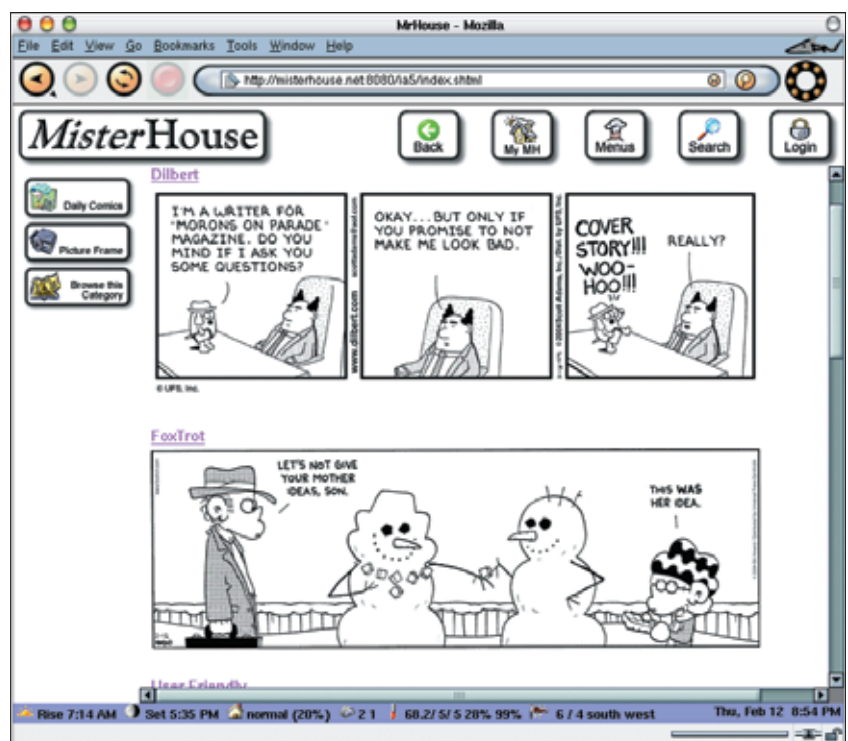 MrHouse - Mozilla
File Edit View Go Bookmarks Tools Window Help
http://misterhouse.net:8080/ia5/index.shtml
MisterHouse
Back
My MH
Menus
Search
Login
Daily Comics
Picture Frame
Browse this
Category
Dilbert
I'M A WRITER FOR
"MORONS ON PARADE"
MAGAZINE. DO YOU
MIND IF I ASK YOU
SOME QUESTIONS?
www.dilbert.com
OKAY...BUT ONLY IF
YOU PROMISE TO NOT
MAKE ME LOOK BAD.
COVER
STORY!!!
WOO-
HOO!!!
REALLY?
© UFS, Inc.
FoxTrot
LET'S NOT GIVE
YOUR MOTHER
IDEAS, SON.
THIS WAS
HER IDEA.
User Friendly
Rise 7:14 AM Set 5:35 PM normal (20%) 2 1 68.2/ 5/ 5 28% 99% 6 / 4 south west Thu, Feb 12 8:54 PM